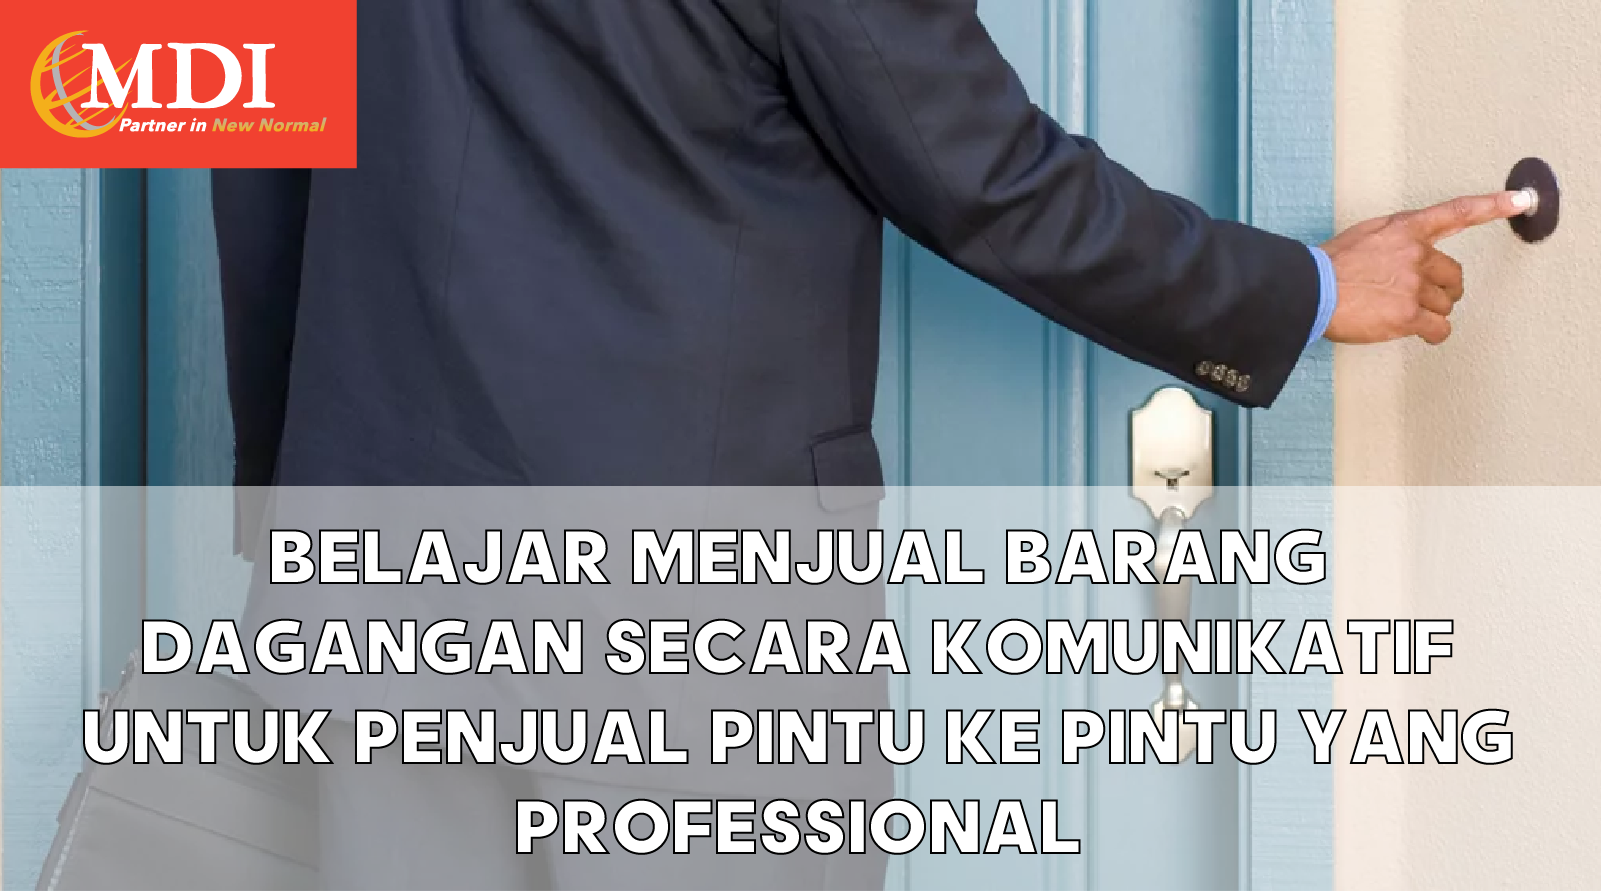 MDI
Partner in New Normal
BELAJAR MENJUAL BARANG
DAGANGAN SECARA KOMUNIKATIF
UNTUK PENJUAL PINTU KE PINTU YANG
PROFESSIONAL